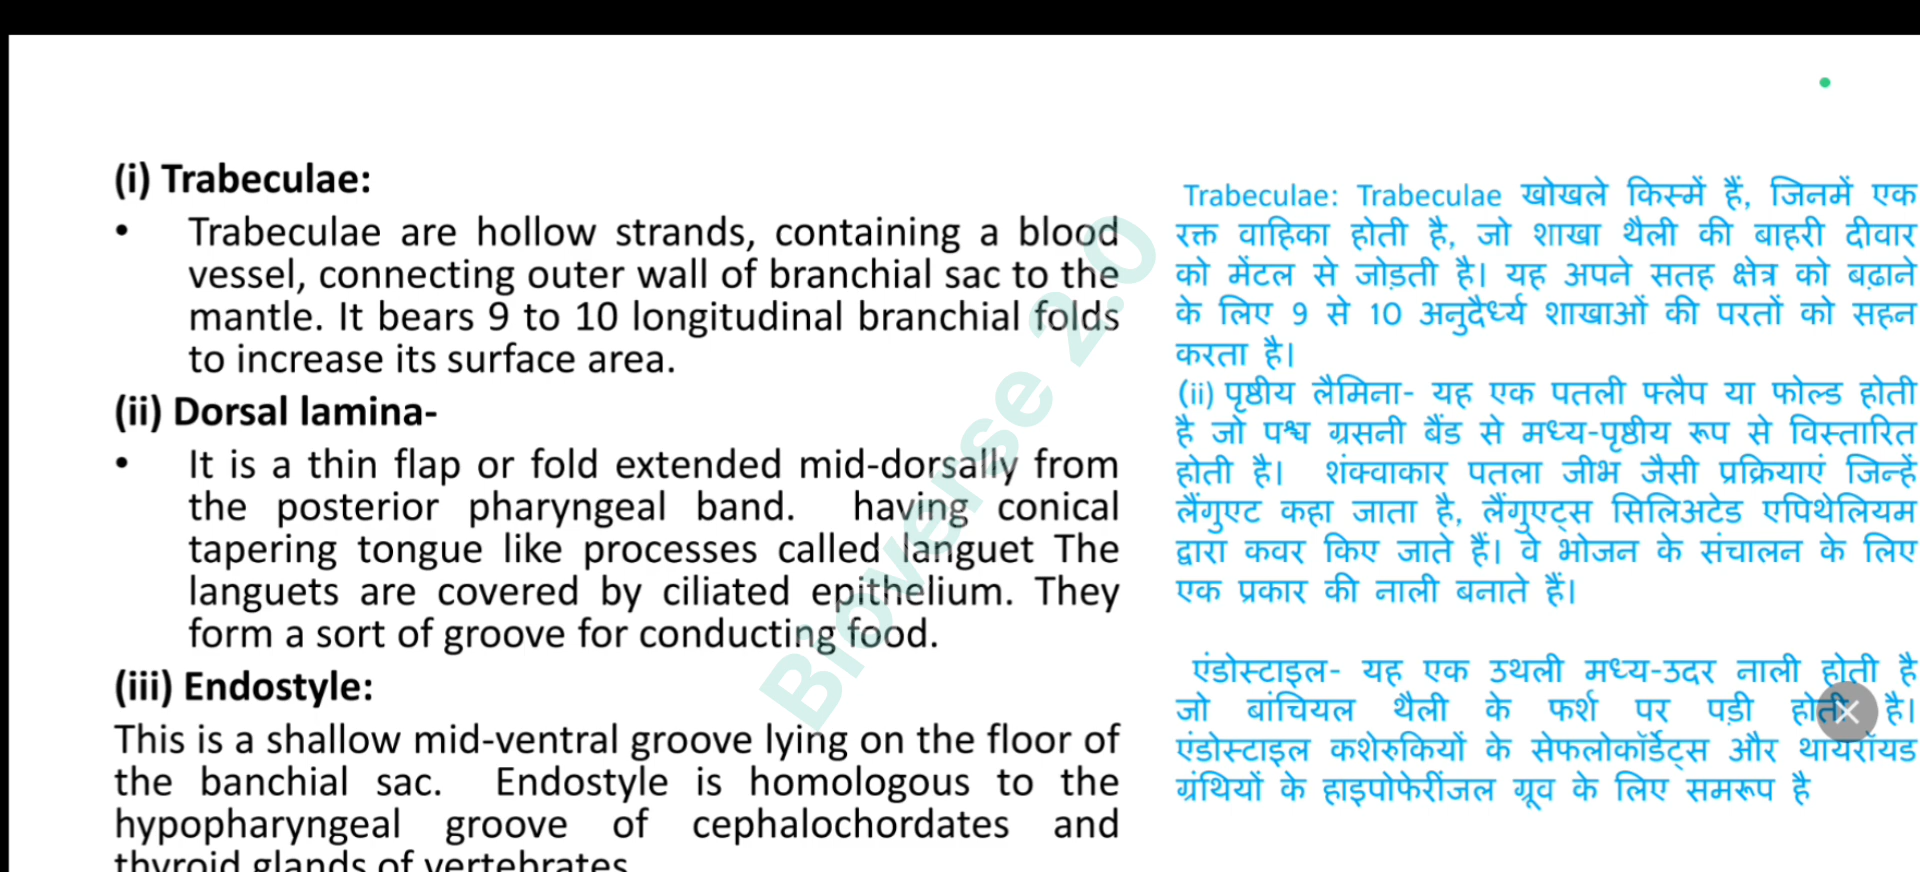 (i) Trabeculae:
• Trabeculae are hollow strands, containing a blood
vessel, connecting outer wall of branchial sac to the
mantle. It bears 9 to 10 longitudinal branchial folds
to increase its surface area.
(ii) Dorsal lamina-
• It is a thin flap or fold extended mid-dorsally from
the posterior pharyngeal band. having conical
tapering tongue like processes called languet The
languets are covered by ciliated epithelium. They
form a sort of groove for conducting food.
(iii) Endostyle:
This is a shallow mid-ventral groove lying on the floor of
the banchial sac. Endostyle is homologous to the
hypopharyngeal groove of cephalochordates and
thyroid glands of vertebrates
Trabeculae: Trabeculae खोखले किस्में हैं, जिनमें एक
रक्त वाहिका होती है, जो शाखा थैली की बाहरी दीवार
को मेंटल से जोड़ती है। यह अपने सतह क्षेत्र को बढ़ाने
के लिए 9 से 10 अनुदैर्ध्य शाखाओं की परतों को सहन
करता है।
(ii) पृष्ठीय लैमिना- यह एक पतली फ्लैप या फोल्ड होती
है जो पश्च ग्रसनी बैंड से मध्य-पृष्ठीय रूप से विस्तारित
होती है। शंक्वाकार पतला जीभ जैसी प्रक्रियाएं जिन्हें
लैंगुएट कहा जाता है, लैंगुएट्स सिलिअटेड एपिथेलियम
द्वारा कवर किए जाते हैं। वे भोजन के संचालन के लिए
एक प्रकार की नाली बनाते हैं।
एंडोस्टाइल- यह एक उथली मध्य-उदर नाली होती है
जो बांचियल थैली के फर्श पर पड़ी होती है।
एंडोस्टाइल कशेरुकियों के सेफलोकॉर्डेट्स और थायरॉयड
ग्रंथियों के हाइपोफेरींजल ग्रूव के लिए समरूप है
Bioverse 2.0